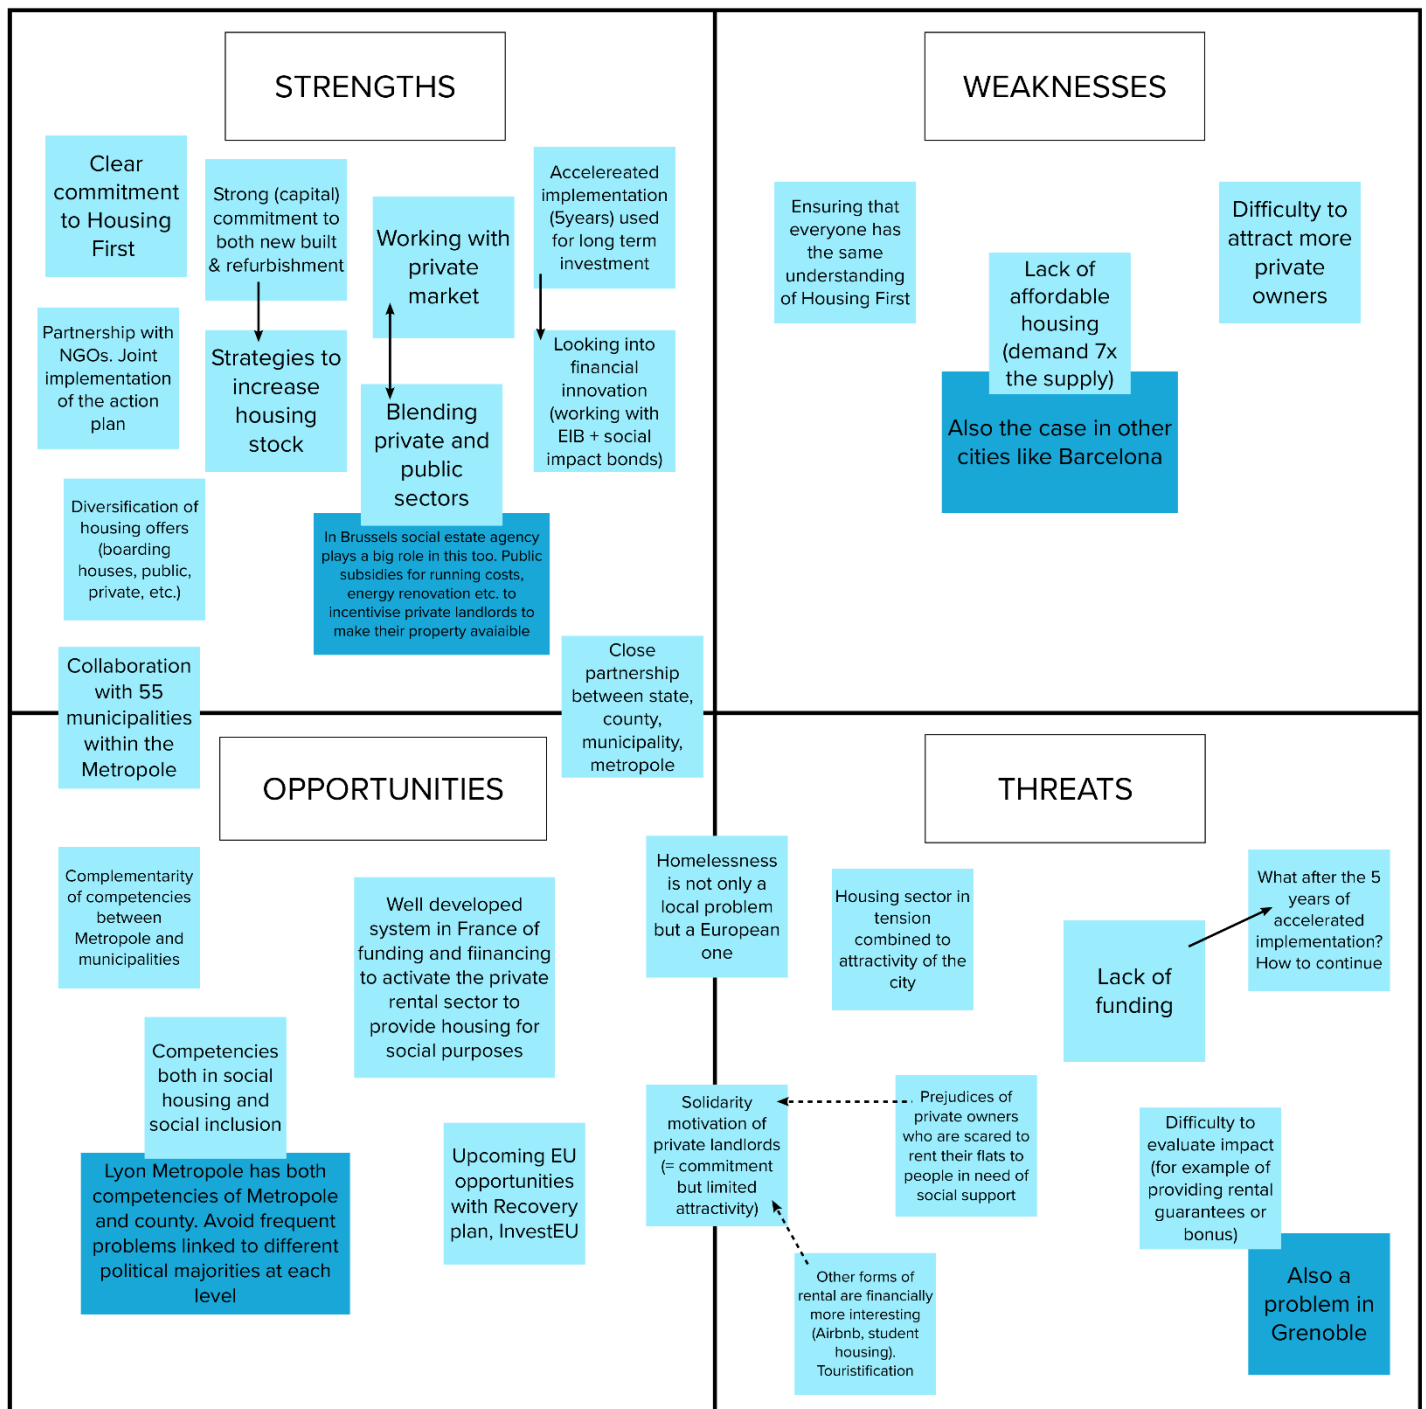 STRENGTHS
Clear
commitment
to Housing
First
Strong (capital)
commitment to
both new built
& refurbishment
Working with
private
market
Accelereated
implementation
(5years) used
for long term
investment
Partnership with
NGOs. Joint
implementation
of the action
plan
Strategies to
increase
housing
stock
Blending
private and
public
sectors
Looking into
financial
innovation
(working with
EIB + social
impact bonds)
Diversification of
housing offers
(boarding
houses, public,
private, etc.)
In Brussels social estate agency
plays a big role in this too. Public
subsidies for running costs,
energy renovation etc. to
incentivise private landlords to
make their property avaiaible
Collaboration
with 55
municipalities
within the
Metropole
Close
partnership
between state,
county,
municipality,
metropole
WEAKNESSES
Ensuring that
everyone has
the same
understanding
of Housing First
Lack of
affordable
housing
(demand 7x
the supply)
Also the case in other
cities like Barcelona
Difficulty to
attract more
private
owners
OPPORTUNITIES
Complementarity
of competencies
between
Metropole and
municipalities
Well developed
system in France of
funding and fiinancing
to activate the private
rental sector to
provide housing for
social purposes
Competencies
both in social
housing and
social inclusion
Lyon Metropole has both
competencies of Metropole
and county. Avoid frequent
problems linked to different
political majorities at each
level
Upcoming EU
opportunities
with Recovery
plan, InvestEU
Homelessness
is not only a
local problem
but a European
one
Solidarity
motivation of
private landlords
(= commitment
but limited
attractivity)
THREATS
Housing sector in
tension
combined to
attractivity of the
city
Lack of
funding
What after the 5
years of
accelerated
implementation?
How to continue
Prejudices of
private owners
who are scared to
rent their flats to
people in need of
social support
Difficulty to
evaluate impact
(for example of
providing rental
guarantees or
bonus)
Also a
problem in
Grenoble
Other forms of
rental are financially
more interesting
(Airbnb, student
housing).
Touristification